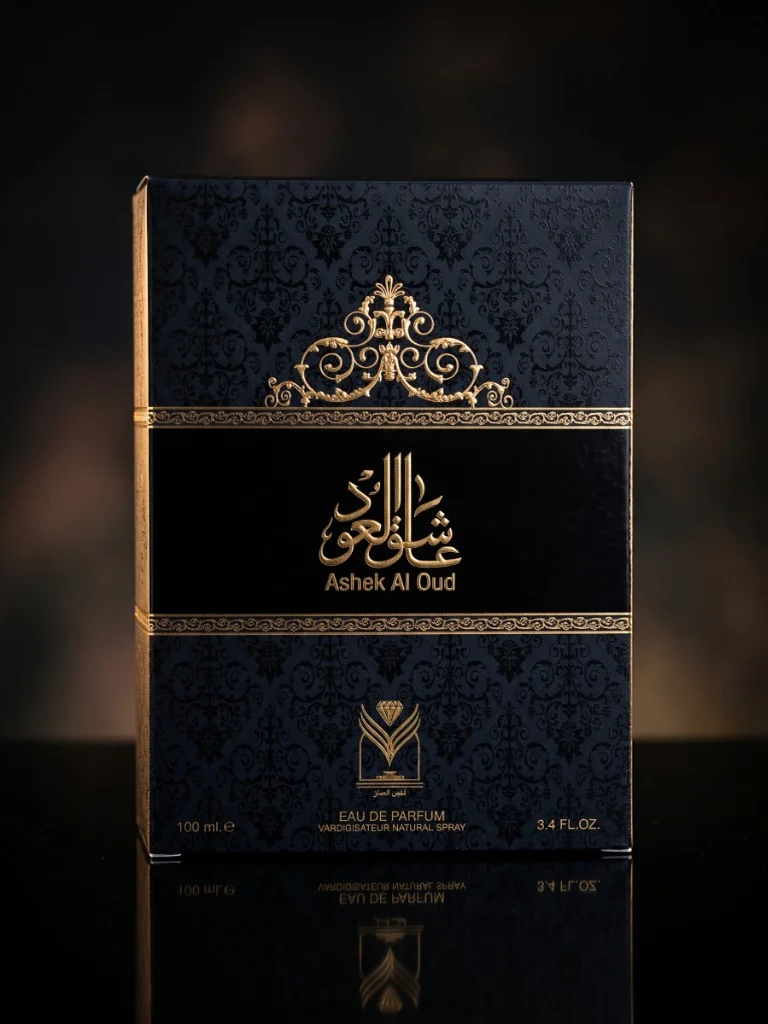 عاشق العود
Ashek Al Oud
EAU DE PARFUM
100 ml. e
VARDIGISATEUR NATURAL SPRAY
3.4 FL.OZ.